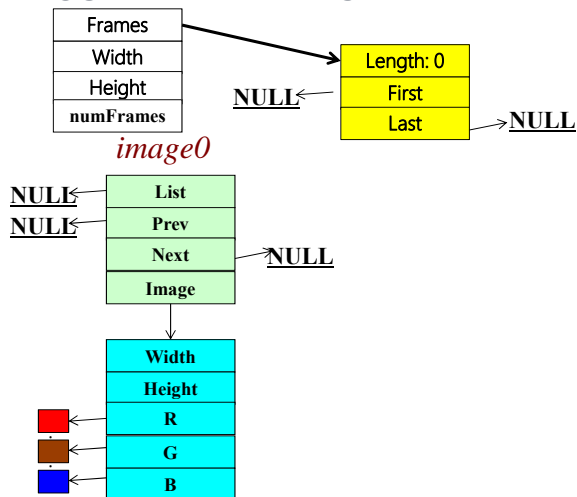 Frames
Width
Height
numFrames
Length: 0
First
Last
NULL
NULL
image0
List
Prev
Next
Image
NULL
NULL
NULL
Width
Height
R
G
B